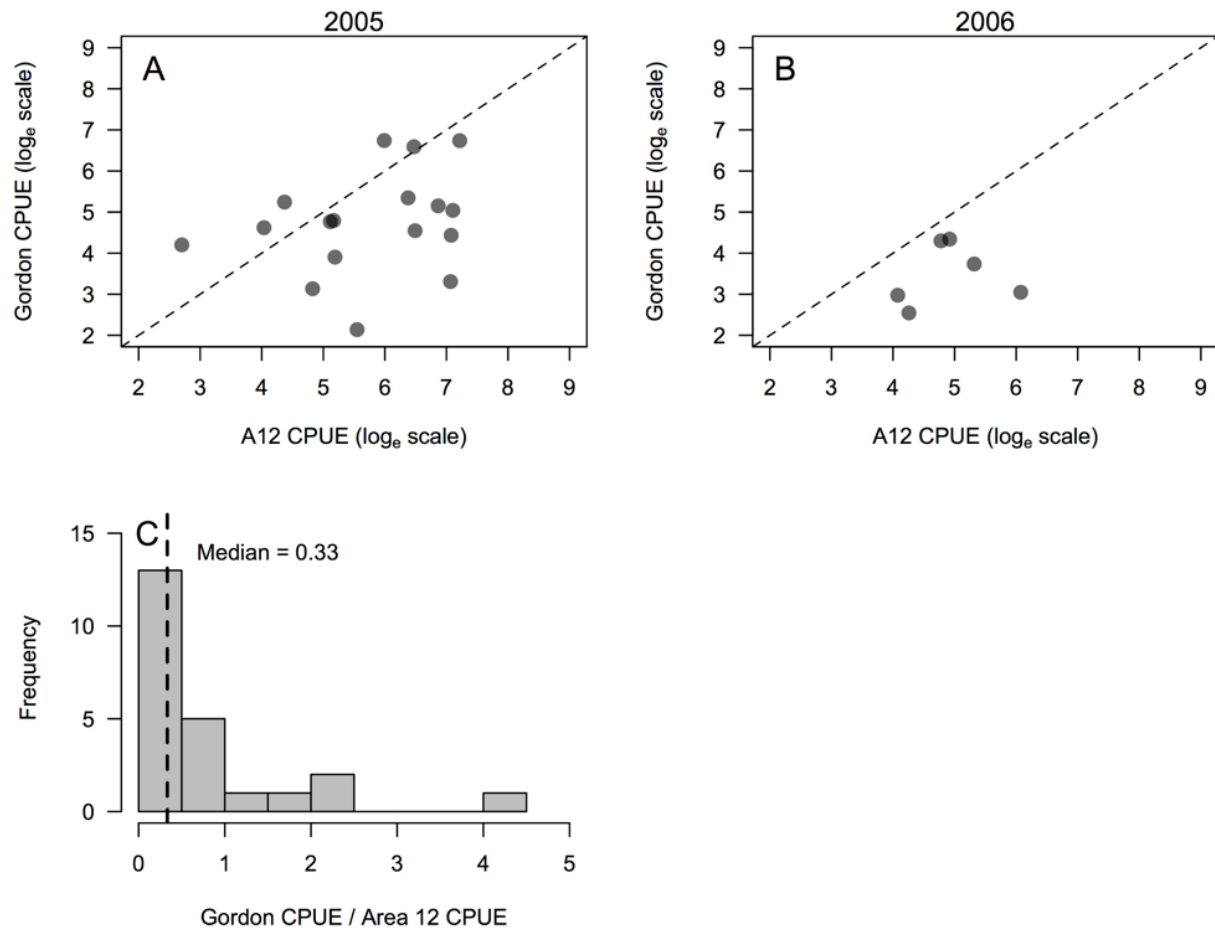 2005
A
9
8
7
6
5
4
3
2
Gordon CPUE (logₑ scale)
2 3 4 5 6 7 8 9
A12 CPUE (logₑ scale)
2006
B
9
8
7
6
5
4
3
2
Gordon CPUE (logₑ scale)
2 3 4 5 6 7 8 9
A12 CPUE (logₑ scale)
C
Median = 0.33
15
10
5
0
Frequency
0 1 2 3 4 5
Gordon CPUE / Area 12 CPUE